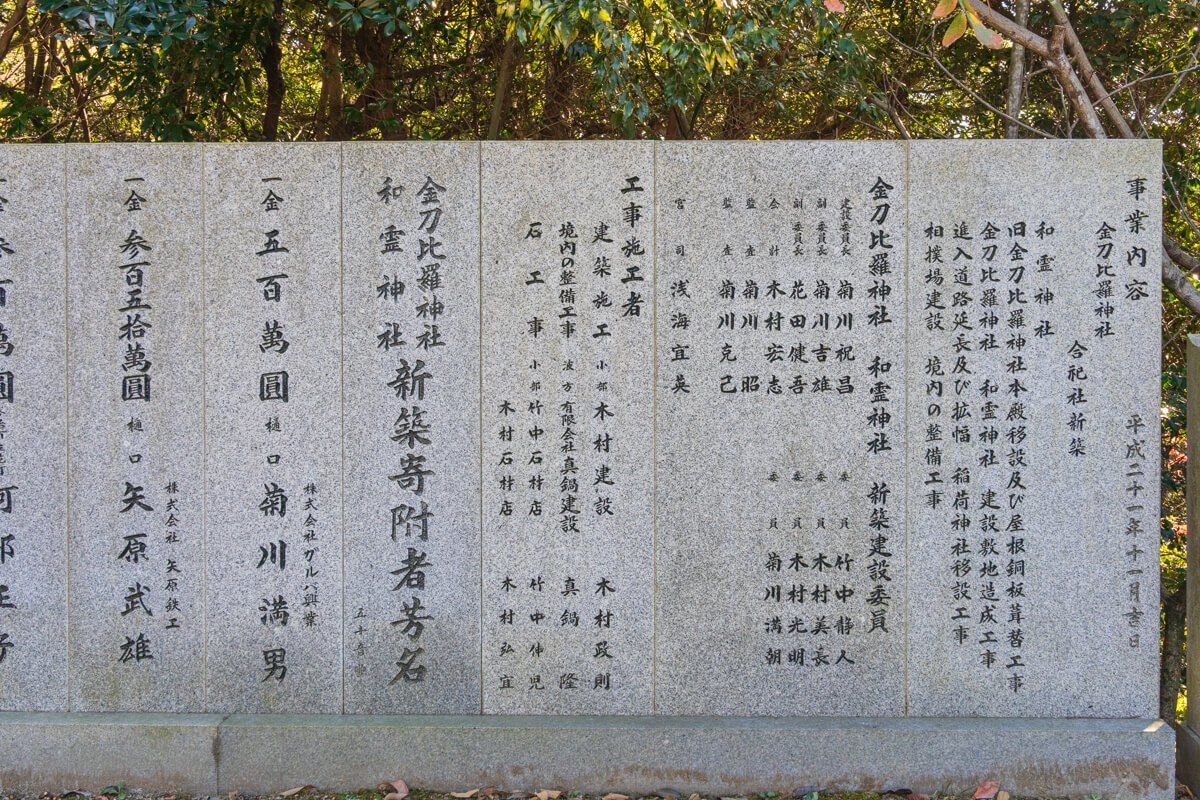 事業内容　平成二十一年十一月吉日
金刀比羅神社
合祀社新築
和霊神社
旧金刀比羅神社本殿移設及び屋根銅板葺替工事
金刀比羅神社　和霊神社　建設敷地造成工事
進入道路延長及び拡幅　稲荷神社移設工事
相撲場建設　境内の整備工事
金刀比羅神社　和霊神社　新築建設委員
建設委員長　菊川祝昌　委員　竹中静人
副委員長　菊川吉雄　委員　木村美長
副委員長　花田健吾　委員　木村光明
会計　木村宏志　委員　菊川満朝
監査　菊川昭
監査　菊川克己
宮司　浅海宜英
工事施工者
建築施工　小部　木村建設　木村政則
境内の整備工事　波方　有限会社真鍋建設　真鍋隆
石工事　小部　竹中石材店　竹中伸児
木村石材店　木村弘宜
金刀比羅神社
和霊神社
新築寄附者芳名
五十音順
一金五百萬圓　樋口　株式会社ガルバ興業　菊川満男
一金参百五拾萬圓　樋口　株式会社矢原鉄工　矢原武雄